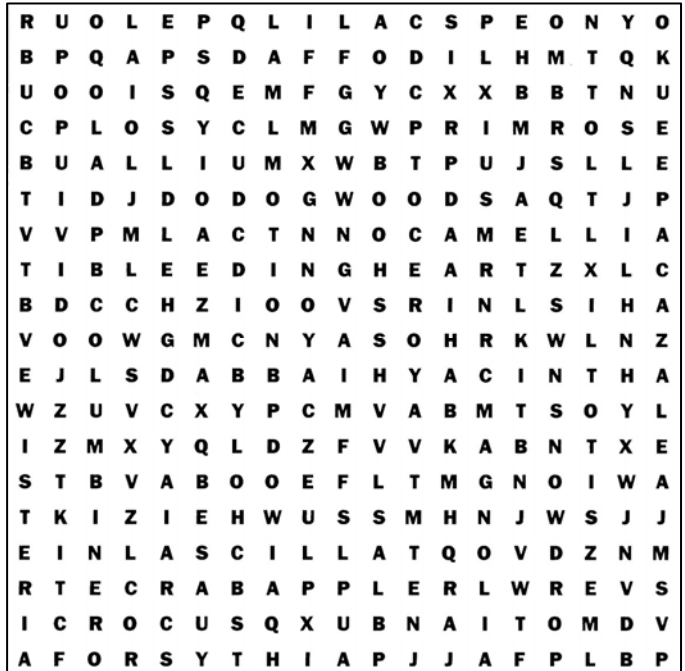 R U O L E P Q L I L A C S P E O N Y O
B P Q A P S D A F F O D I L H M T Q K
U O O I S Q E M F G Y C X X B B T N U
C P L O S Y C L M G W P R I M R O S E
B U A L L I U M X W B T P U J S L L E
T I D J D O D O G W O O D S A Q T J P
V V P M L A C T N N O C A M E L L I A
T I B L E E D I N G H E A R T Z X L C
B D C C H Z I O O V S R I N L S I H A
V O O W G M C N Y A S O H R K W L N Z
E J L S D A B B A I H Y A C I N T H A
W Z U V C X Y P C M V A B M T S O Y L
I Z M X Y Q L D Z F V V K A B N T X E
S T B V A B O O E F L T M G N O I W A
T K I Z I E H W U S S M H N J W S J J
E I N L A S C I L L A T Q O V D Z N M
R T E C R A B A P P L E R L W R E V S
I C R O C U S Q X U B N A I T O M D V
A F O R S Y T H I A P J J A F P L B P